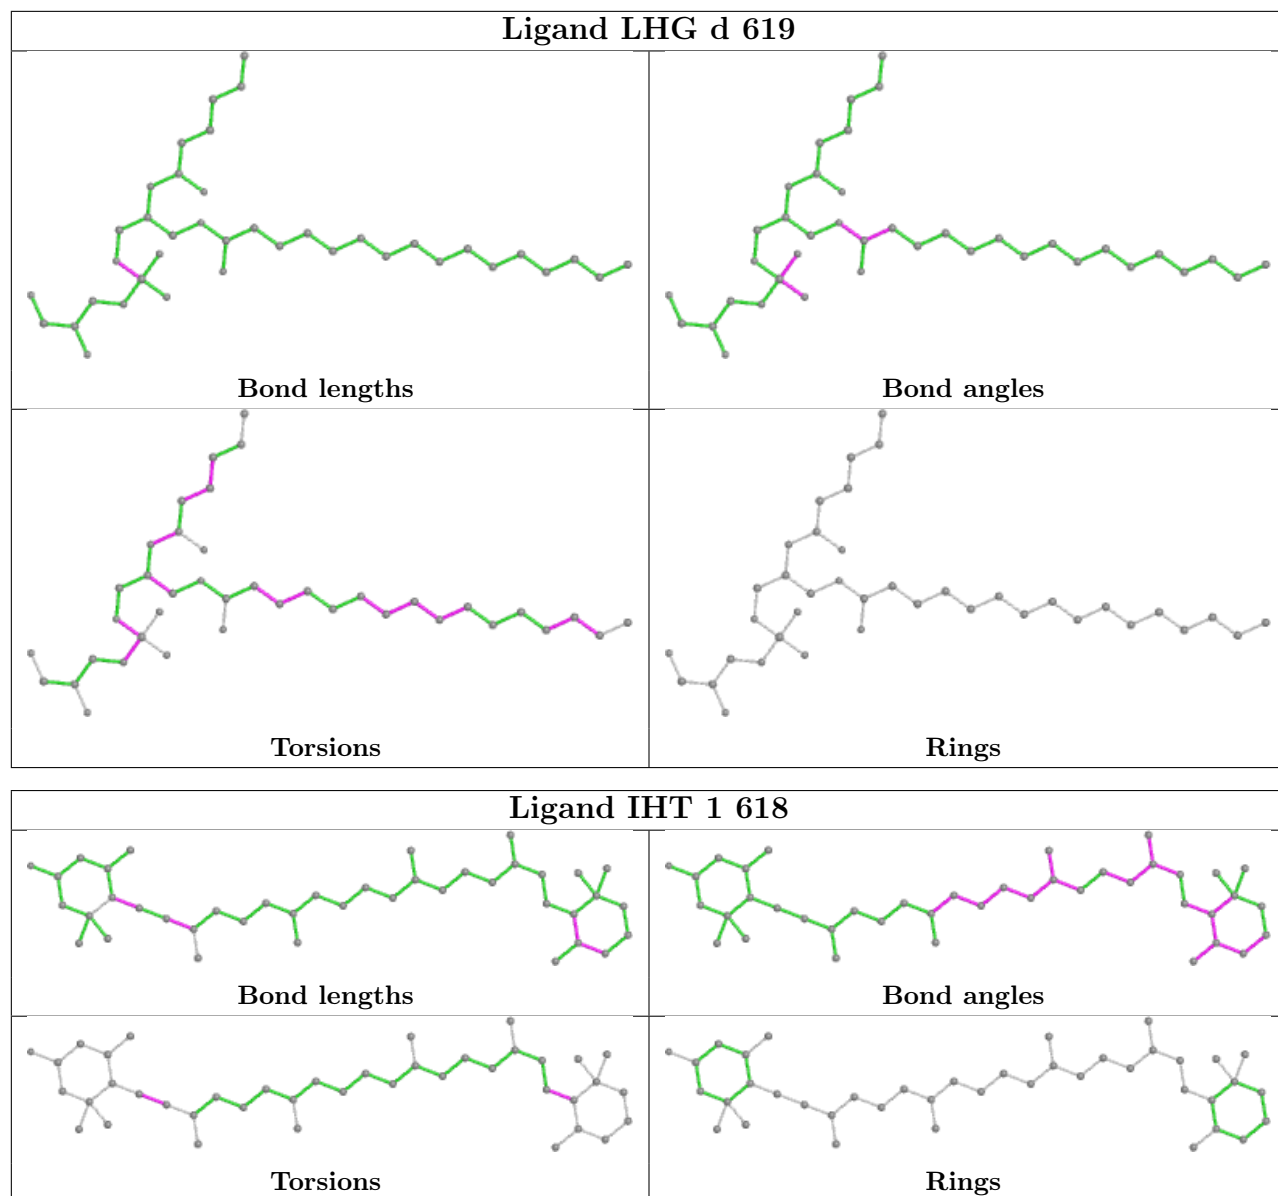 Ligand LHG d 619
Bond lengths
Bond angles
Torsions
Rings
Ligand IHT 1 618
Bond lengths
Bond angles
Torsions
Rings